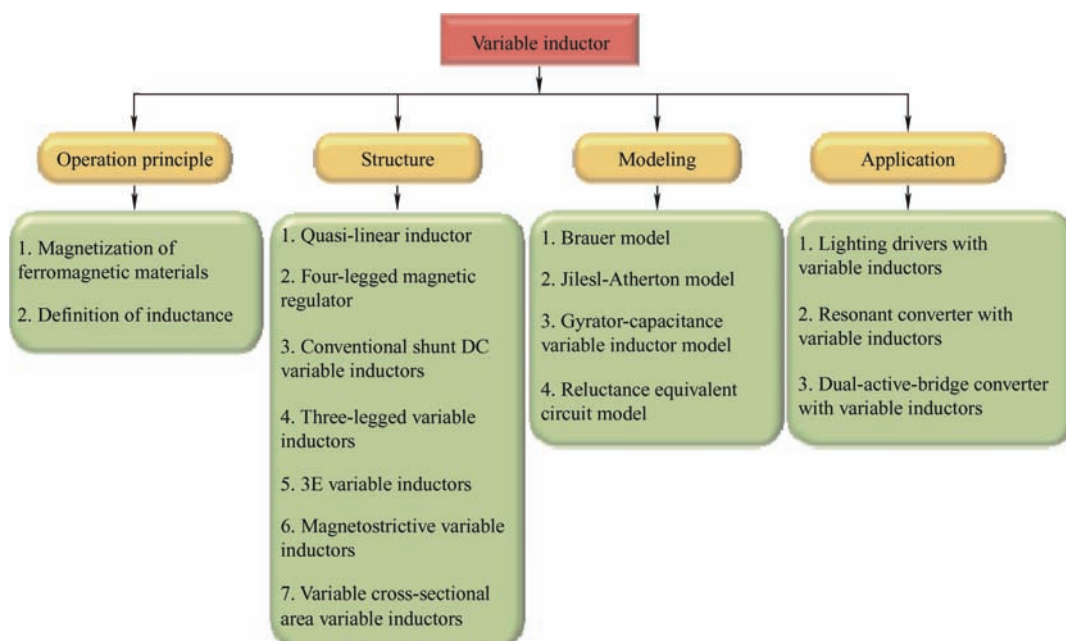 Variable inductor
Operation principle
Structure
Modeling
Application
1. Magnetization of
ferromagnetic materials
2. Definition of inductance
1. Quasi-linear inductor
2. Four-legged magnetic
regulator
3. Conventional shunt DC
variable inductors
4. Three-legged variable
inductors
5. 3E variable inductors
6. Magnetostrictive variable
inductors
7. Variable cross-sectional
area variable inductors
1. Brauer model
2. Jilesl-Atherton model
3. Gyrator-capacitance
variable inductor model
4. Reluctance equivalent
circuit model
1. Lighting drivers with
variable inductors
2. Resonant converter with
variable inductors
3. Dual-active-bridge converter
with variable inductors